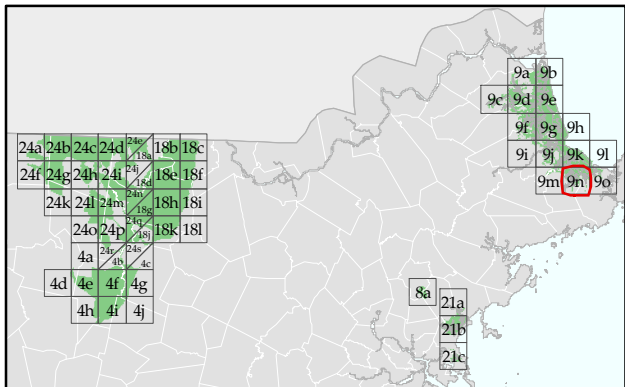 9a 9b
9c 9d 9e
9f 9g 9h
24a 24b 24c 24d 24e 18a 18b 18c
9i 9j 9k 9l
24f 24g 24h 24i 24j 18d 18e 18f
9m 9n 9o
24k 24l 24m 24n 18g 18h 18i
24o 24p 24q 18j 18k 18l
4a 24r 4b 24s 4c
4d 4e 4f 4g
8a
21a
4h 4i 4j
21b
21c